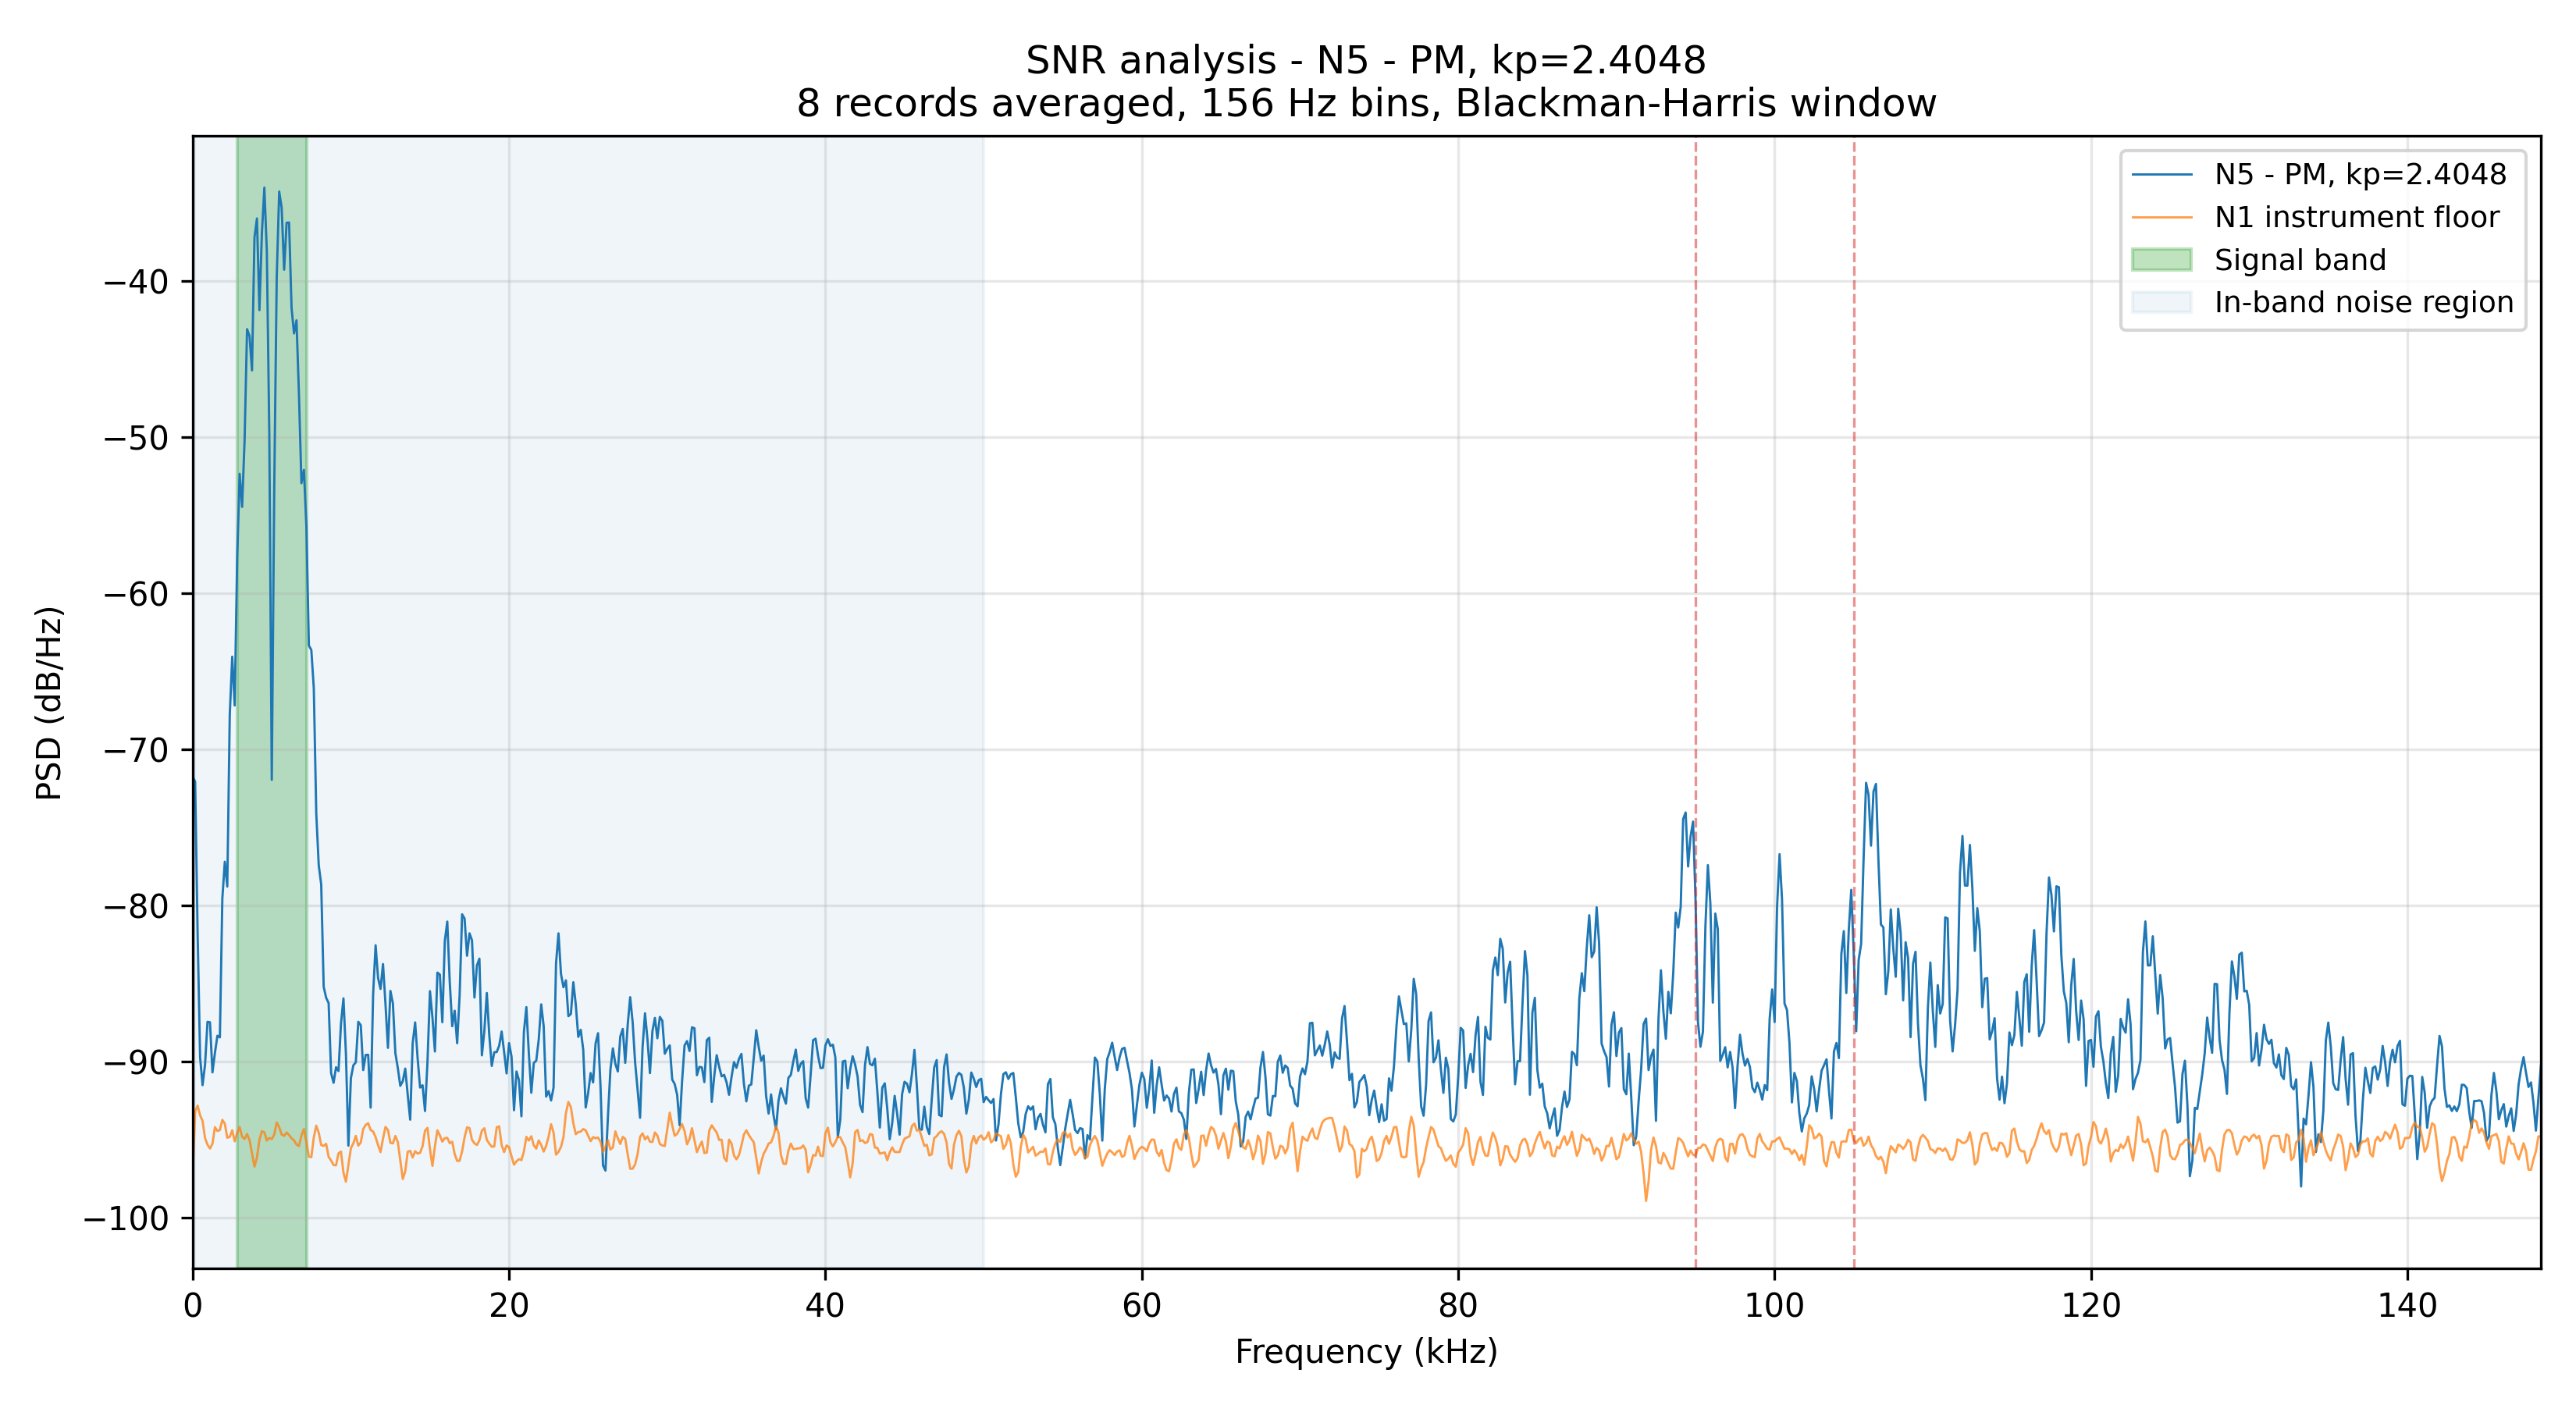 SNR analysis - N5 - PM, kp=2.4048
8 records averaged, 156 Hz bins, Blackman-Harris window
N5 - PM, kp=2.4048
N1 instrument floor
Signal band
In-band noise region
PSD (dB/Hz)
−40
−50
−60
−70
−80
−90
−100
0 20 40 60 80 100 120 140
Frequency (kHz)